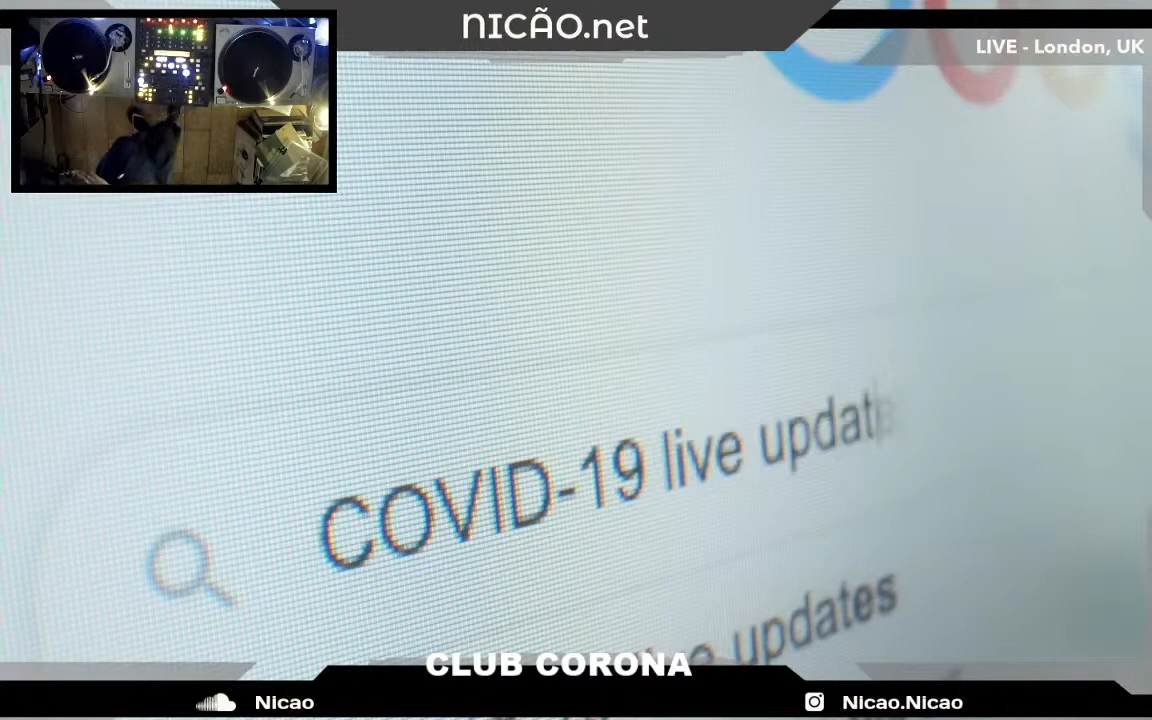 NICÃO.net
LIVE - London, UK
COVID-19 live updat
updates
CLUB CORONA
Nicao
Nicao.Nicao